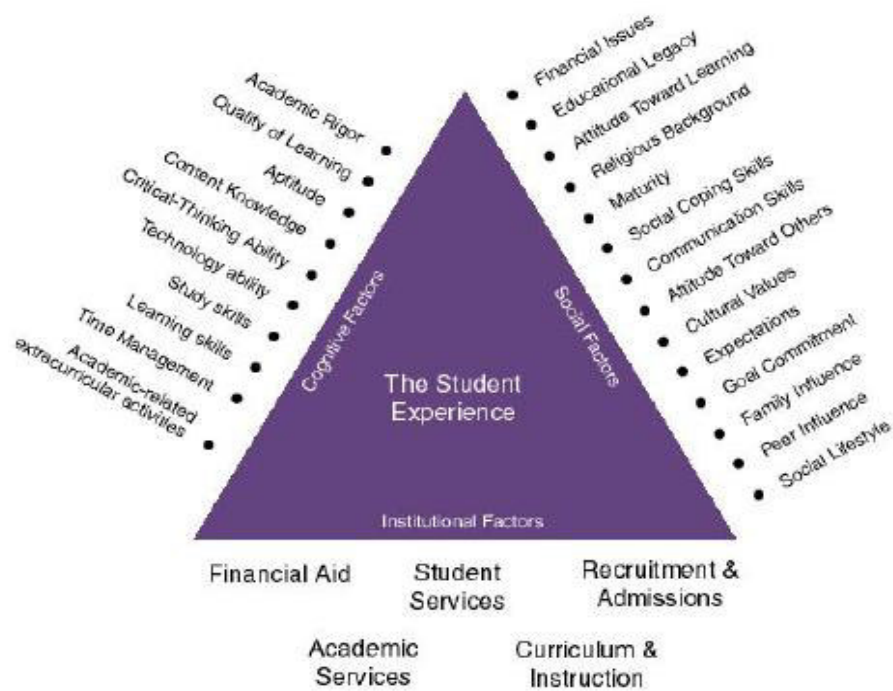 Academic Rigor
Quality of Learning
Aptitude
Content Knowledge
Critical-Thinking Ability
Technology ability
Study skills
Learning skills
Time Management
Academic-related
extracurricular activities
Financial Issues
Educational Legacy
Attitude Toward Learning
Religious Background
Maturity
Social Coping Skills
Communication Skills
Attitude Toward Others
Cultural Values
Expectations
Goal Commitment
Family Influence
Peer Influence
Social Lifestyle
Cognitive Factors
Social Factors
The Student
Experience
Institutional Factors
Financial Aid
Student
Services
Recruitment &
Admissions
Academic
Services
Curriculum &
Instruction